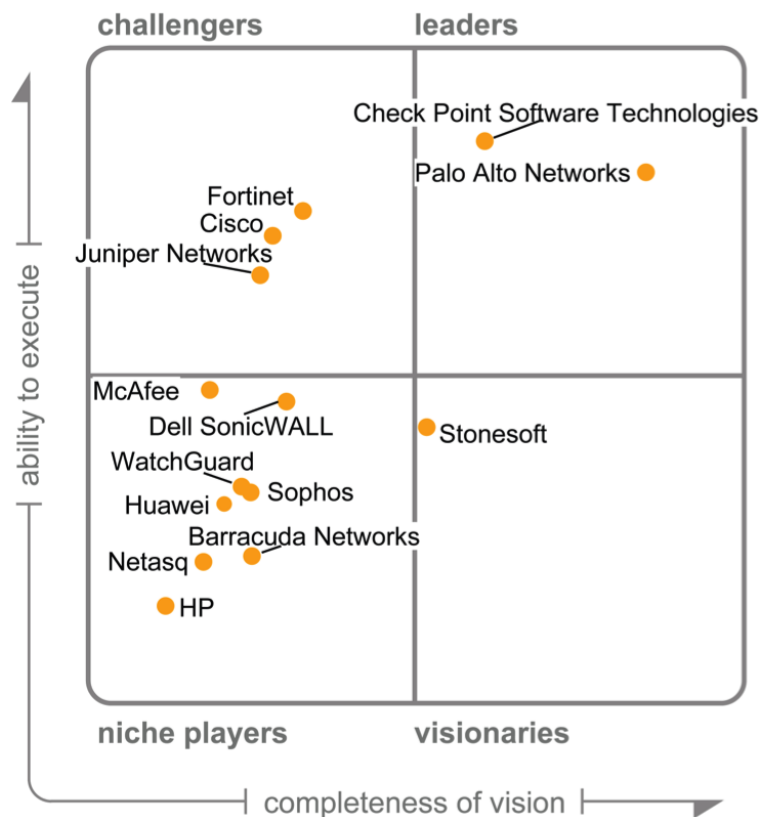 challengers
leaders
Check Point Software Technologies
Palo Alto Networks
Fortinet
Cisco
Juniper Networks
ability to execute
McAfee
Dell SonicWALL
Stonesoft
WatchGuard
Sophos
Huawei
Barracuda Networks
Netasq
HP
niche players
visionaries
completeness of vision